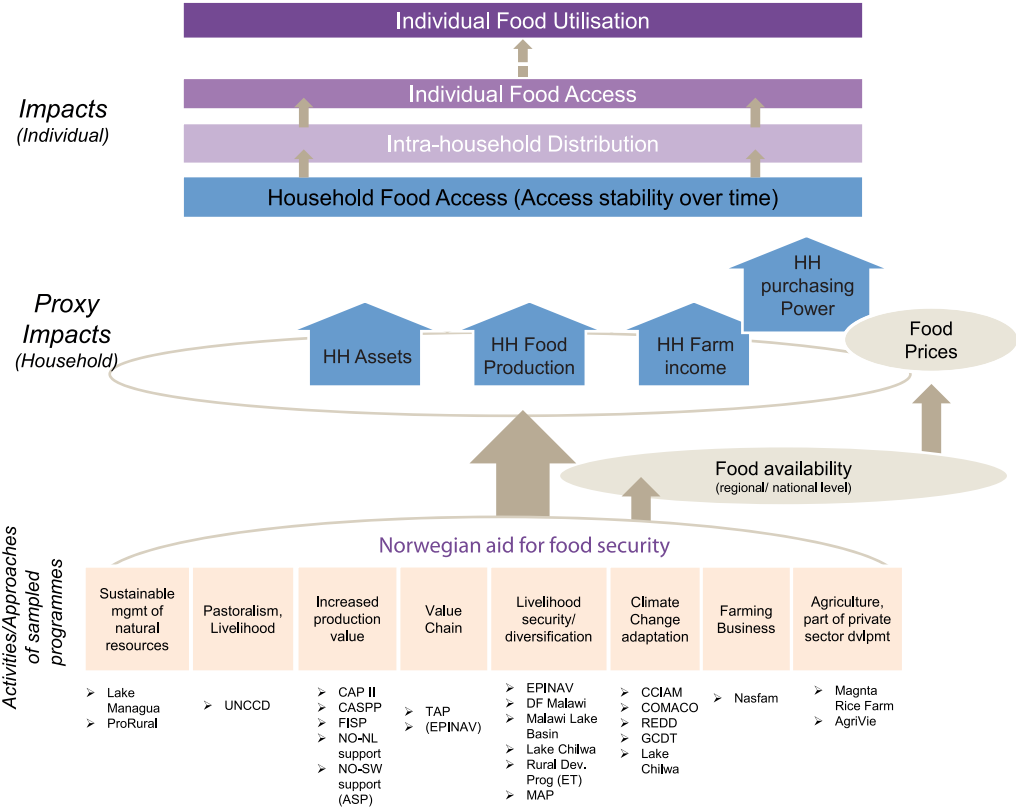 Individual Food Utilisation
Impacts
(Individual)
Individual Food Access
Intra-household Distribution
Household Food Access (Access stability over time)
Proxy
Impacts
(Household)
HH Assets
HH Food
Production
HH Farm
income
HH
purchasing
Power
Food
Prices
Food availability
(regional/ national level)
Activities/Approaches
of sampled
programmes
Norwegian aid for food security
Sustainable
mgmt of
natural
resources
Pastoralism,
Livelihood
Increased
production
value
Value
Chain
Livelihood
security/
diversification
Climate
Change
adaptation
Farming
Business
Agriculture,
part of private
sector dvlpmt
➢ Lake
Managua
➢ ProRural
➢ UNCCD
➢ CAP II
➢ CASPP
➢ FISP
➢ NO-NL
support
➢ NO-SW
support
(ASP)
➢ TAP
➢ (EPINAV)
➢ EPINAV
➢ DF Malawi
➢ Malawi Lake
Basin
➢ Lake Chilwa
➢ Rural Dev.
Prog (ET)
➢ MAP
➢ CCIAM
➢ COMACO
➢ REDD
➢ GCDT
➢ Lake
Chilwa
➢ Nasfam
➢ Magnta
Rice Farm
➢ AgriVie